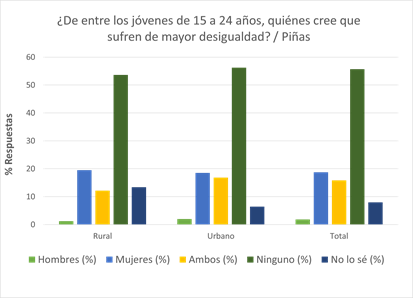 ¿De entre los jóvenes de 15 a 24 años, quiénes cree que
sufren de mayor desigualdad? / Piñas
% Respuestas
60
50
40
30
20
10
0
Rural Urbano Total
Hombres (%) Mujeres (%) Ambos (%) Ninguno (%) No lo sé (%)